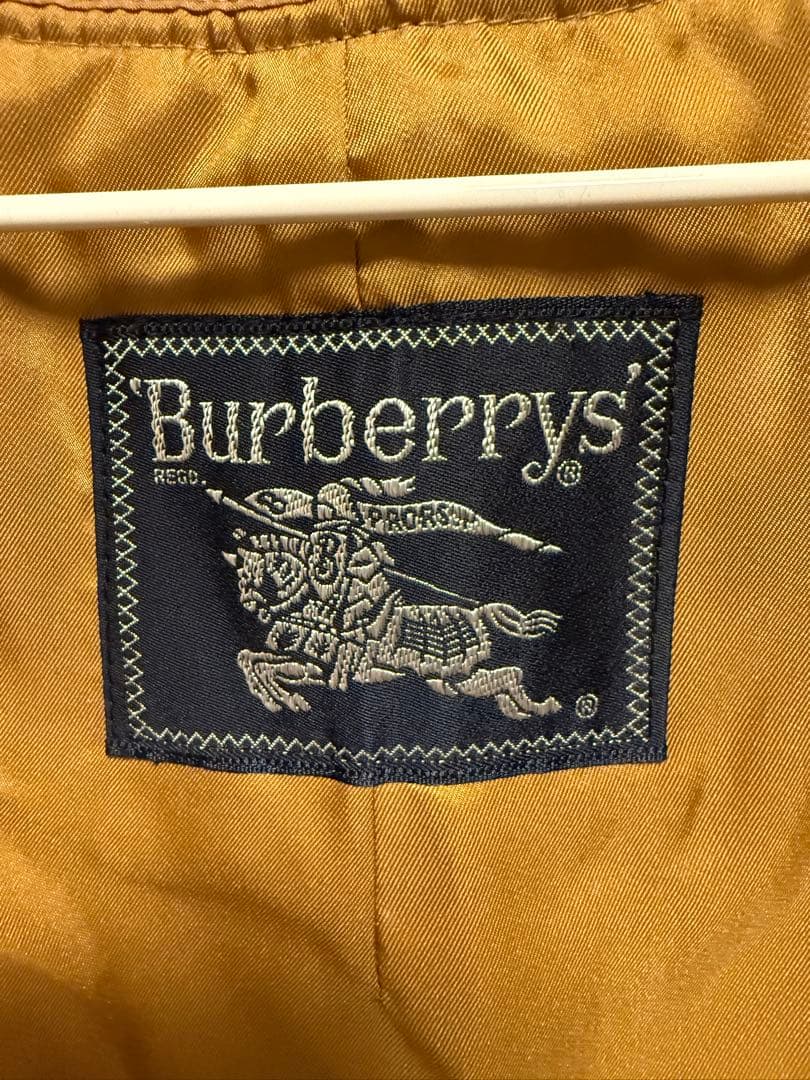 'Burberrys'
REGD. ®
PRORSUM
®